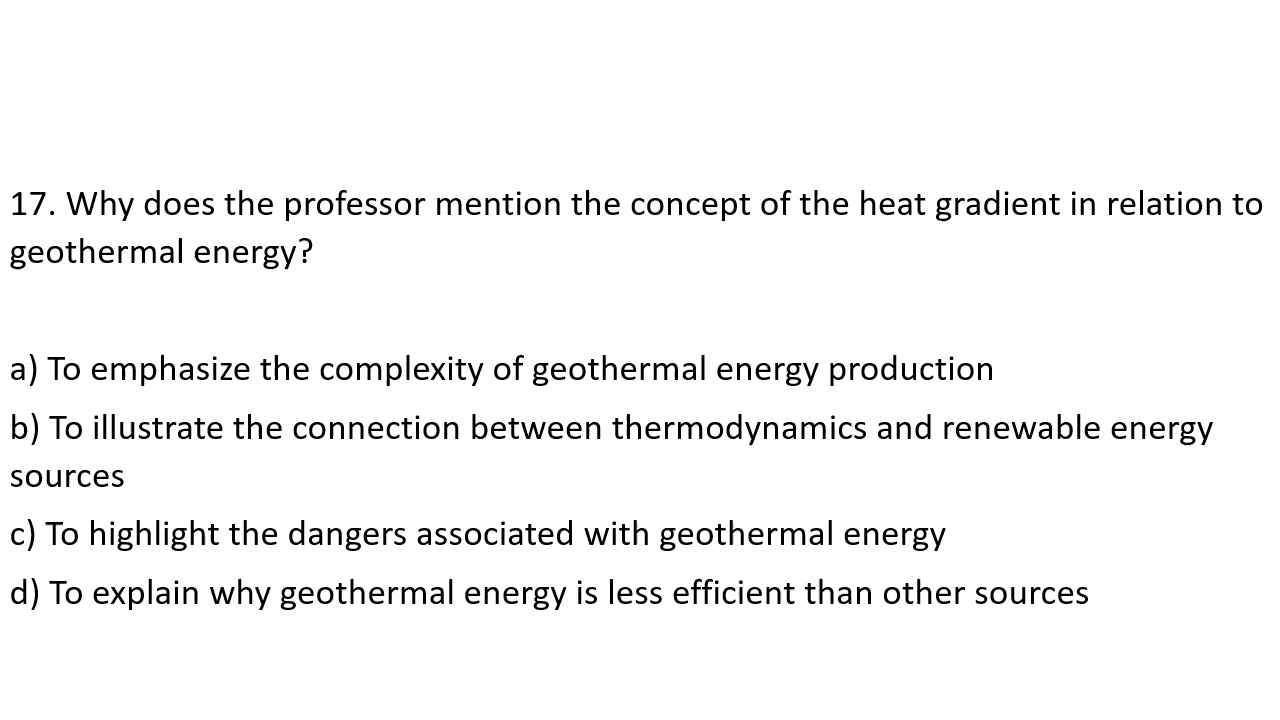 17. Why does the professor mention the concept of the heat gradient in relation to
geothermal energy?
a) To emphasize the complexity of geothermal energy production
b) To illustrate the connection between thermodynamics and renewable energy
sources
c) To highlight the dangers associated with geothermal energy
d) To explain why geothermal energy is less efficient than other sources